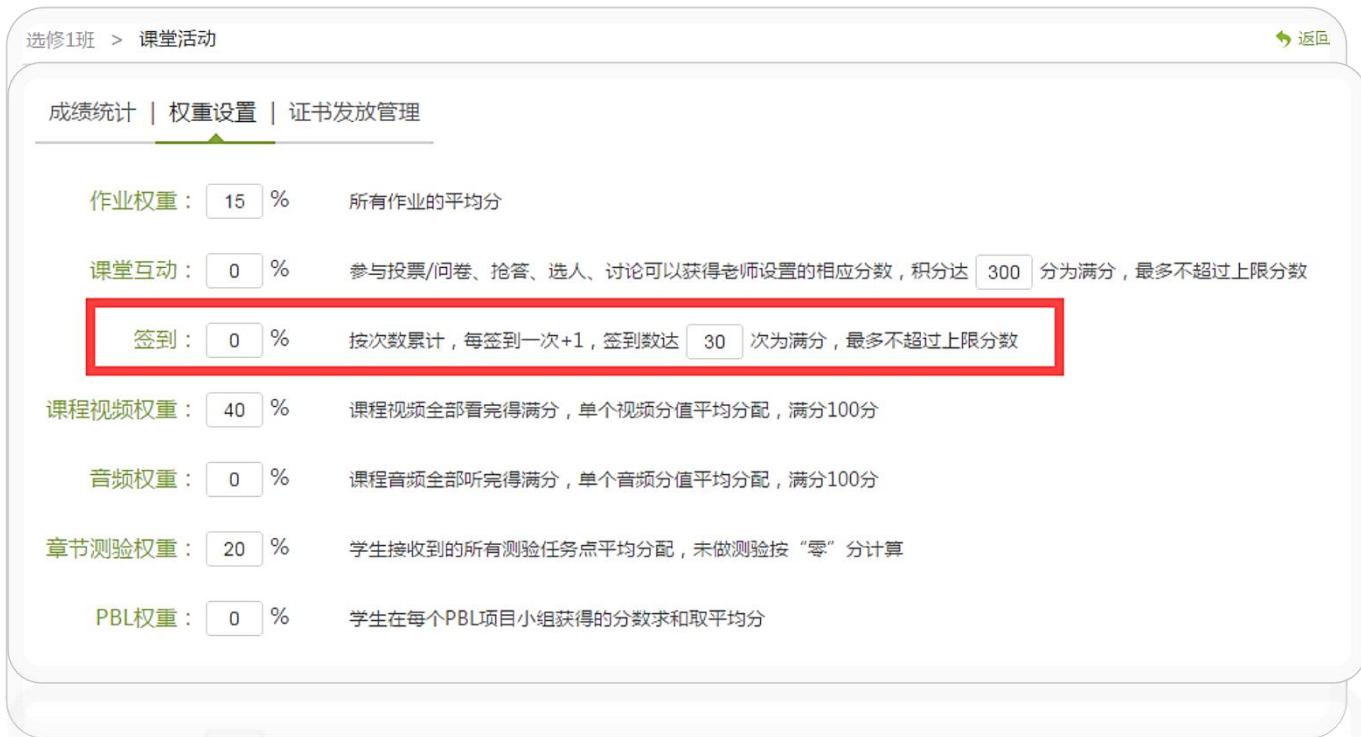 选修1班 > 课堂活动 返回
成绩统计 | 权重设置 | 证书发放管理
作业权重： 15 % 所有作业的平均分
课堂互动： 0 % 参与投票/问卷、抢答、选人、讨论可以获得老师设置的相应分数，积分达 300 分为满分，最多不超过上限分数
签到： 0 % 按次数累计，每签到一次+1，签到数达 30 次为满分，最多不超过上限分数
课程视频权重： 40 % 课程视频全部看完得满分，单个视频分值平均分配，满分100分
音频权重： 0 % 课程音频全部听完得满分，单个音频分值平均分配，满分100分
章节测验权重： 20 % 学生接收到的所有测验任务点平均分配，未做测验按“零”分计算
PBL权重： 0 % 学生在每个PBL项目小组获得的分数求和取平均分